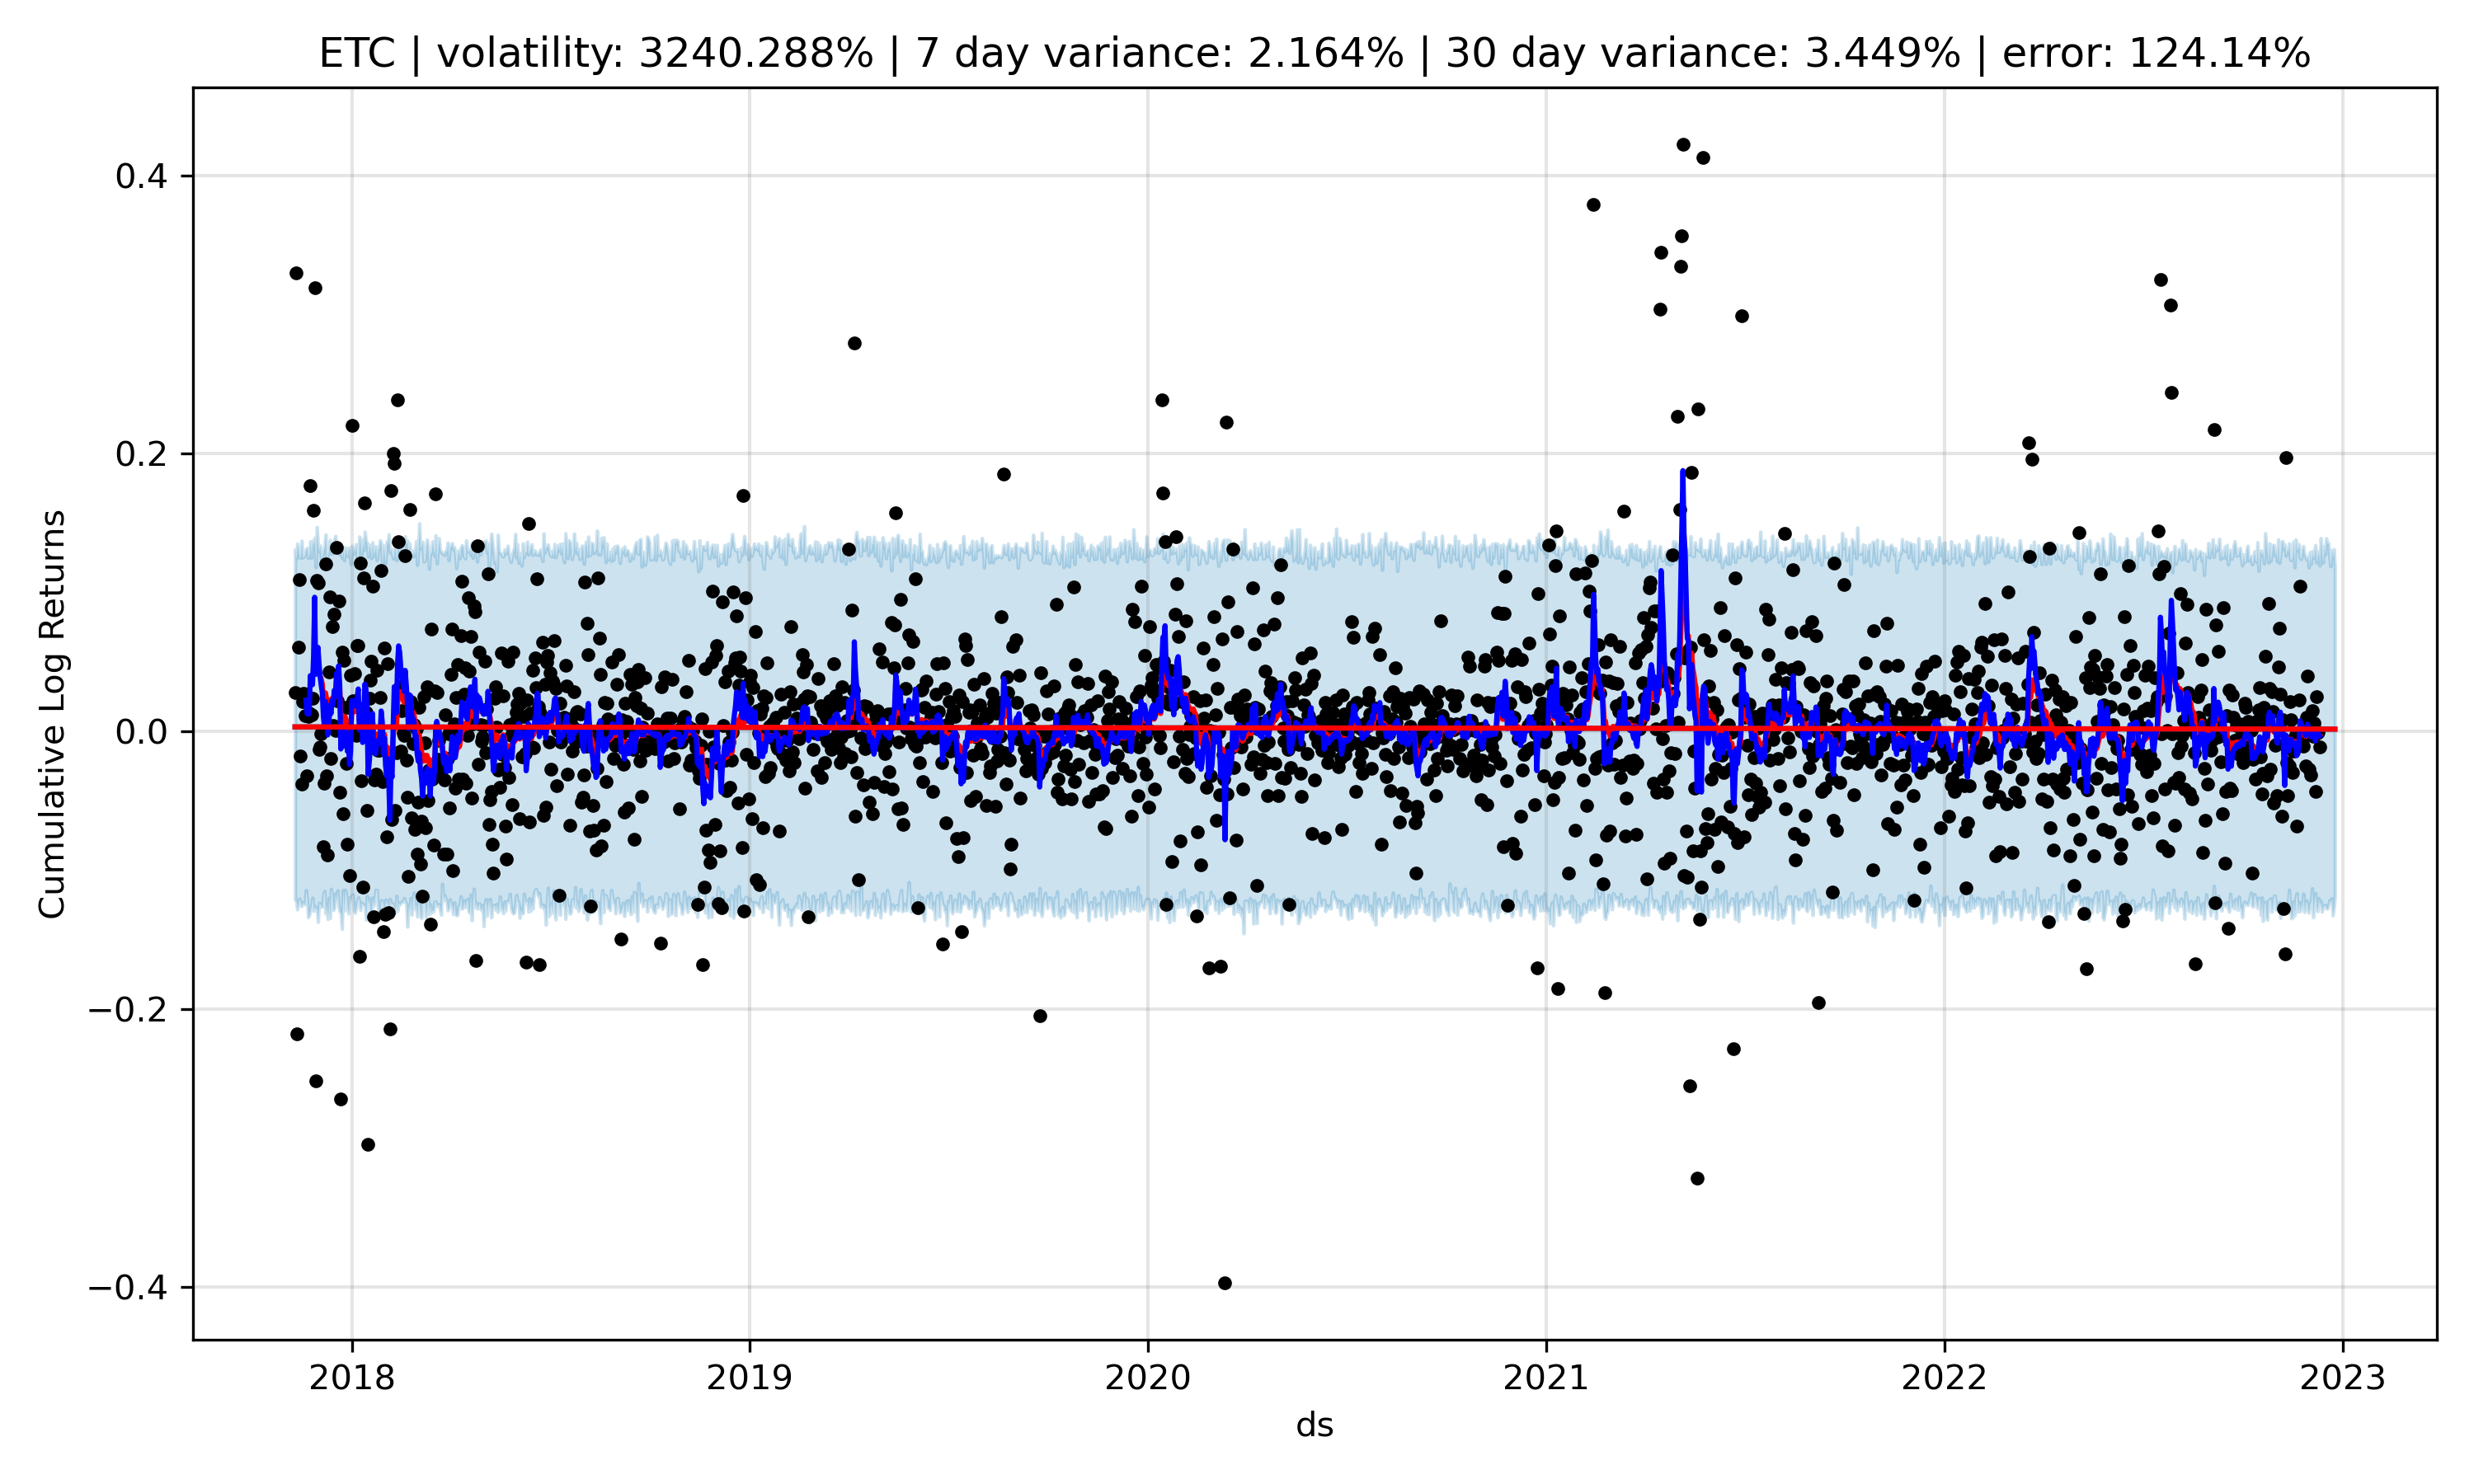 ETC | volatility: 3240.288% | 7 day variance: 2.164% | 30 day variance: 3.449% | error: 124.14%
Cumulative Log Returns
0.4
0.2
0.0
−0.2
−0.4
2018 2019 2020 2021 2022 2023
ds